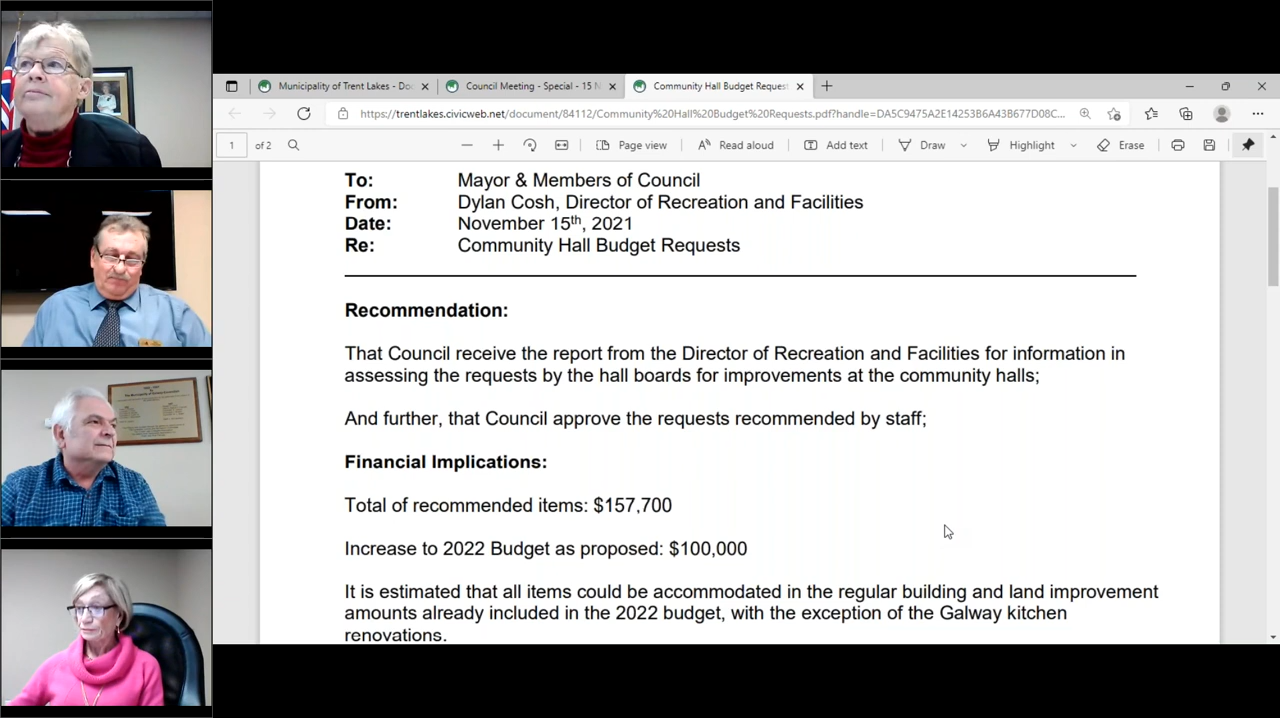 Municipality of Trent Lakes - Doc
Council Meeting - Special - 15 N
Community Hall Budget Request
https://trentlakes.civicweb.net/document/84112/Community%20Hall%20Budget%20Requests.pdf?handle=DA5C9475A2E14253B6A43B677D08C...
1 of 2 Page view Read aloud Add text Draw Highlight Erase
To: Mayor & Members of Council
From: Dylan Cosh, Director of Recreation and Facilities
Date: November 15th, 2021
Re: Community Hall Budget Requests
Recommendation:
That Council receive the report from the Director of Recreation and Facilities for information in
assessing the requests by the hall boards for improvements at the community halls;
And further, that Council approve the requests recommended by staff;
Financial Implications:
Total of recommended items: $157,700
Increase to 2022 Budget as proposed: $100,000
It is estimated that all items could be accommodated in the regular building and land improvement
amounts already included in the 2022 budget, with the exception of the Galway kitchen
renovations.